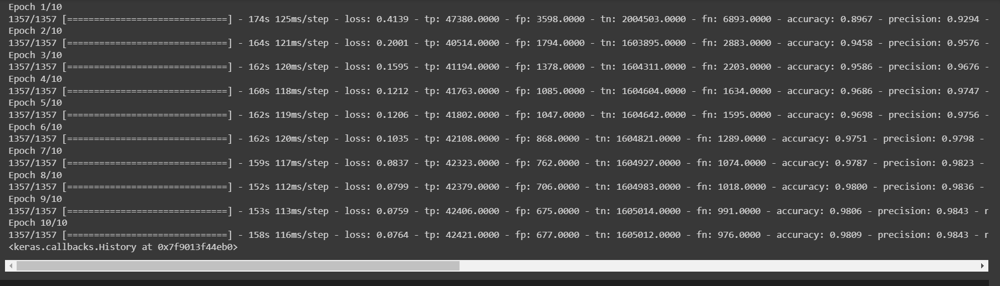 Epoch 1/10
1357/1357 [==============================] - 174s 125ms/step - loss: 0.4139 - tp: 47380.0000 - fp: 3598.0000 - tn: 2004503.0000 - fn: 6893.0000 - accuracy: 0.8967 - precision: 0.9294 -
Epoch 2/10
1357/1357 [==============================] - 164s 121ms/step - loss: 0.2001 - tp: 40514.0000 - fp: 1794.0000 - tn: 1603895.0000 - fn: 2883.0000 - accuracy: 0.9458 - precision: 0.9576 -
Epoch 3/10
1357/1357 [==============================] - 162s 120ms/step - loss: 0.1595 - tp: 41194.0000 - fp: 1378.0000 - tn: 1604311.0000 - fn: 2203.0000 - accuracy: 0.9586 - precision: 0.9676 -
Epoch 4/10
1357/1357 [==============================] - 160s 118ms/step - loss: 0.1212 - tp: 41763.0000 - fp: 1085.0000 - tn: 1604604.0000 - fn: 1634.0000 - accuracy: 0.9686 - precision: 0.9747 -
Epoch 5/10
1357/1357 [==============================] - 162s 119ms/step - loss: 0.1206 - tp: 41802.0000 - fp: 1047.0000 - tn: 1604642.0000 - fn: 1595.0000 - accuracy: 0.9698 - precision: 0.9756 -
Epoch 6/10
1357/1357 [==============================] - 162s 120ms/step - loss: 0.1035 - tp: 42108.0000 - fp: 868.0000 - tn: 1604821.0000 - fn: 1289.0000 - accuracy: 0.9751 - precision: 0.9798 -
Epoch 7/10
1357/1357 [==============================] - 159s 117ms/step - loss: 0.0837 - tp: 42323.0000 - fp: 762.0000 - tn: 1604927.0000 - fn: 1074.0000 - accuracy: 0.9787 - precision: 0.9823 -
Epoch 8/10
1357/1357 [==============================] - 152s 112ms/step - loss: 0.0799 - tp: 42379.0000 - fp: 706.0000 - tn: 1604983.0000 - fn: 1018.0000 - accuracy: 0.9800 - precision: 0.9836 -
Epoch 9/10
1357/1357 [==============================] - 153s 113ms/step - loss: 0.0759 - tp: 42406.0000 - fp: 675.0000 - tn: 1605014.0000 - fn: 991.0000 - accuracy: 0.9806 - precision: 0.9843 - r
Epoch 10/10
1357/1357 [==============================] - 158s 116ms/step - loss: 0.0764 - tp: 42421.0000 - fp: 677.0000 - tn: 1605012.0000 - fn: 976.0000 - accuracy: 0.9809 - precision: 0.9843 - r
<keras.callbacks.History at 0x7f9013f44eb0>